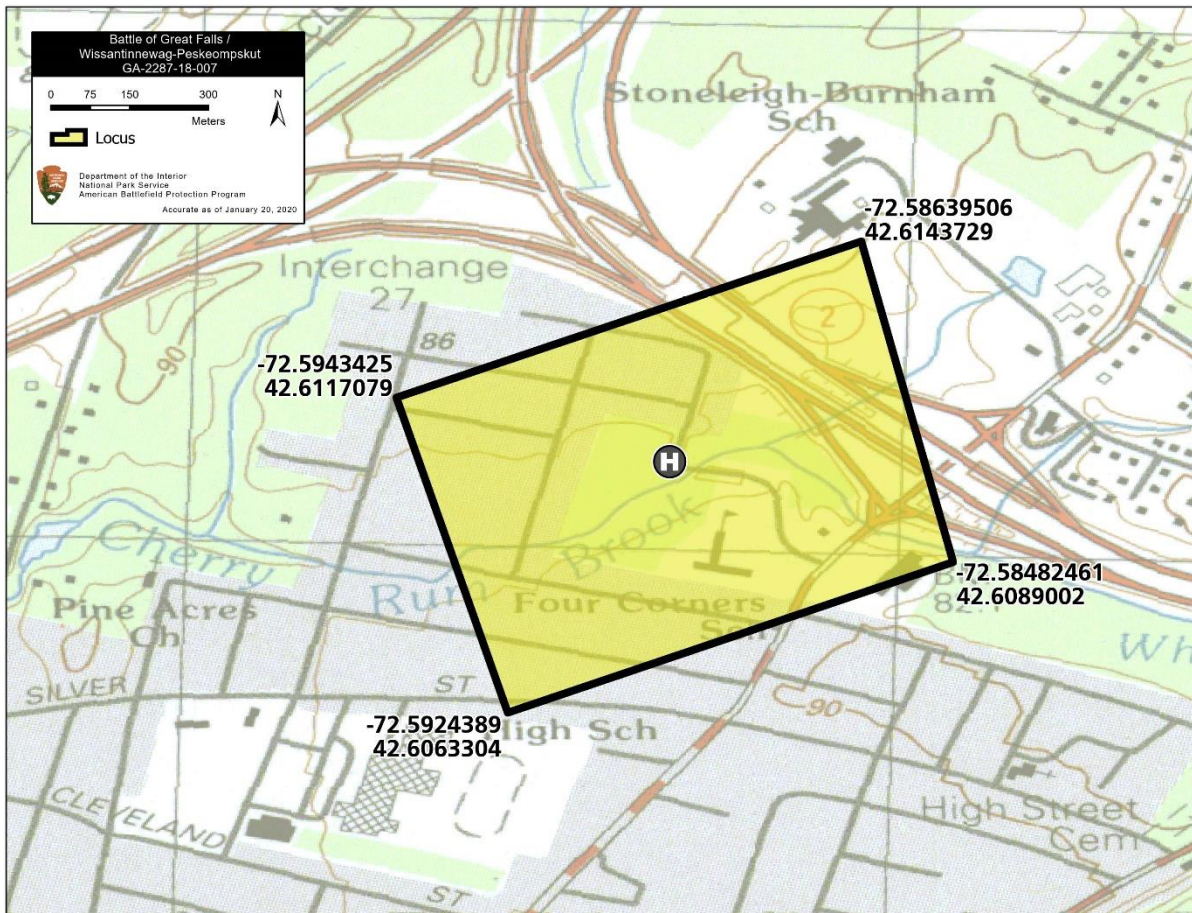 Battle of Great Falls /
Wissantinnewag-Peskeompskut
GA-2287-18-007
0 75 150 300
Meters
N
Locus
Department of the Interior
National Park Service
American Battlefield Protection Program
Accurate as of January 20, 2020
Stoneleigh-Burnham
Sch
-72.58639506
42.6143729
Interchange
27
2
86
-72.5943425
42.6117079
90
H
Cherry
Rum
Brook
Pine Acres
Ch
Four Corners
Sch
-72.58482461
42.6089002
SILVER
ST
90
-72.5924389
42.6063304
High Sch
CLEVELAND
ST
High Street
Cem